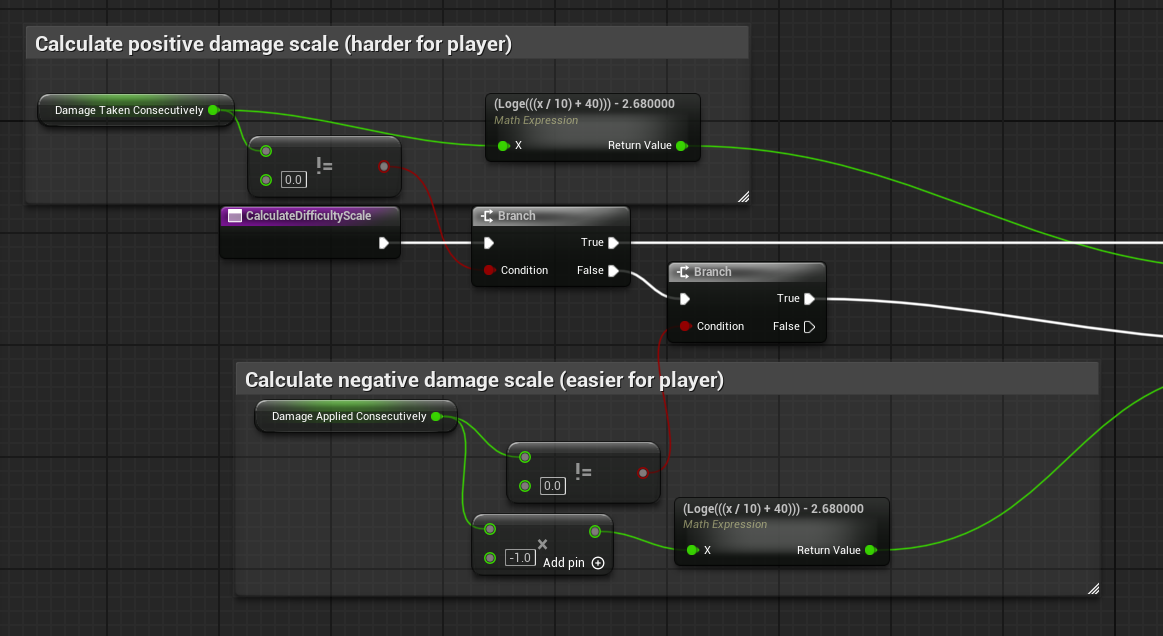 Calculate positive damage scale (harder for player)
Damage Taken Consecutively
(Loge(((x / 10) + 40))) - 2.680000
Math Expression
X Return Value
!=
0.0
CalculateDifficultyScale
Branch
True
Condition False
Branch
True
Condition False
Calculate negative damage scale (easier for player)
Damage Applied Consecutively
!=
0.0
(Loge(((x / 10) + 40))) - 2.680000
Math Expression
X Return Value
×
-1.0 Add pin